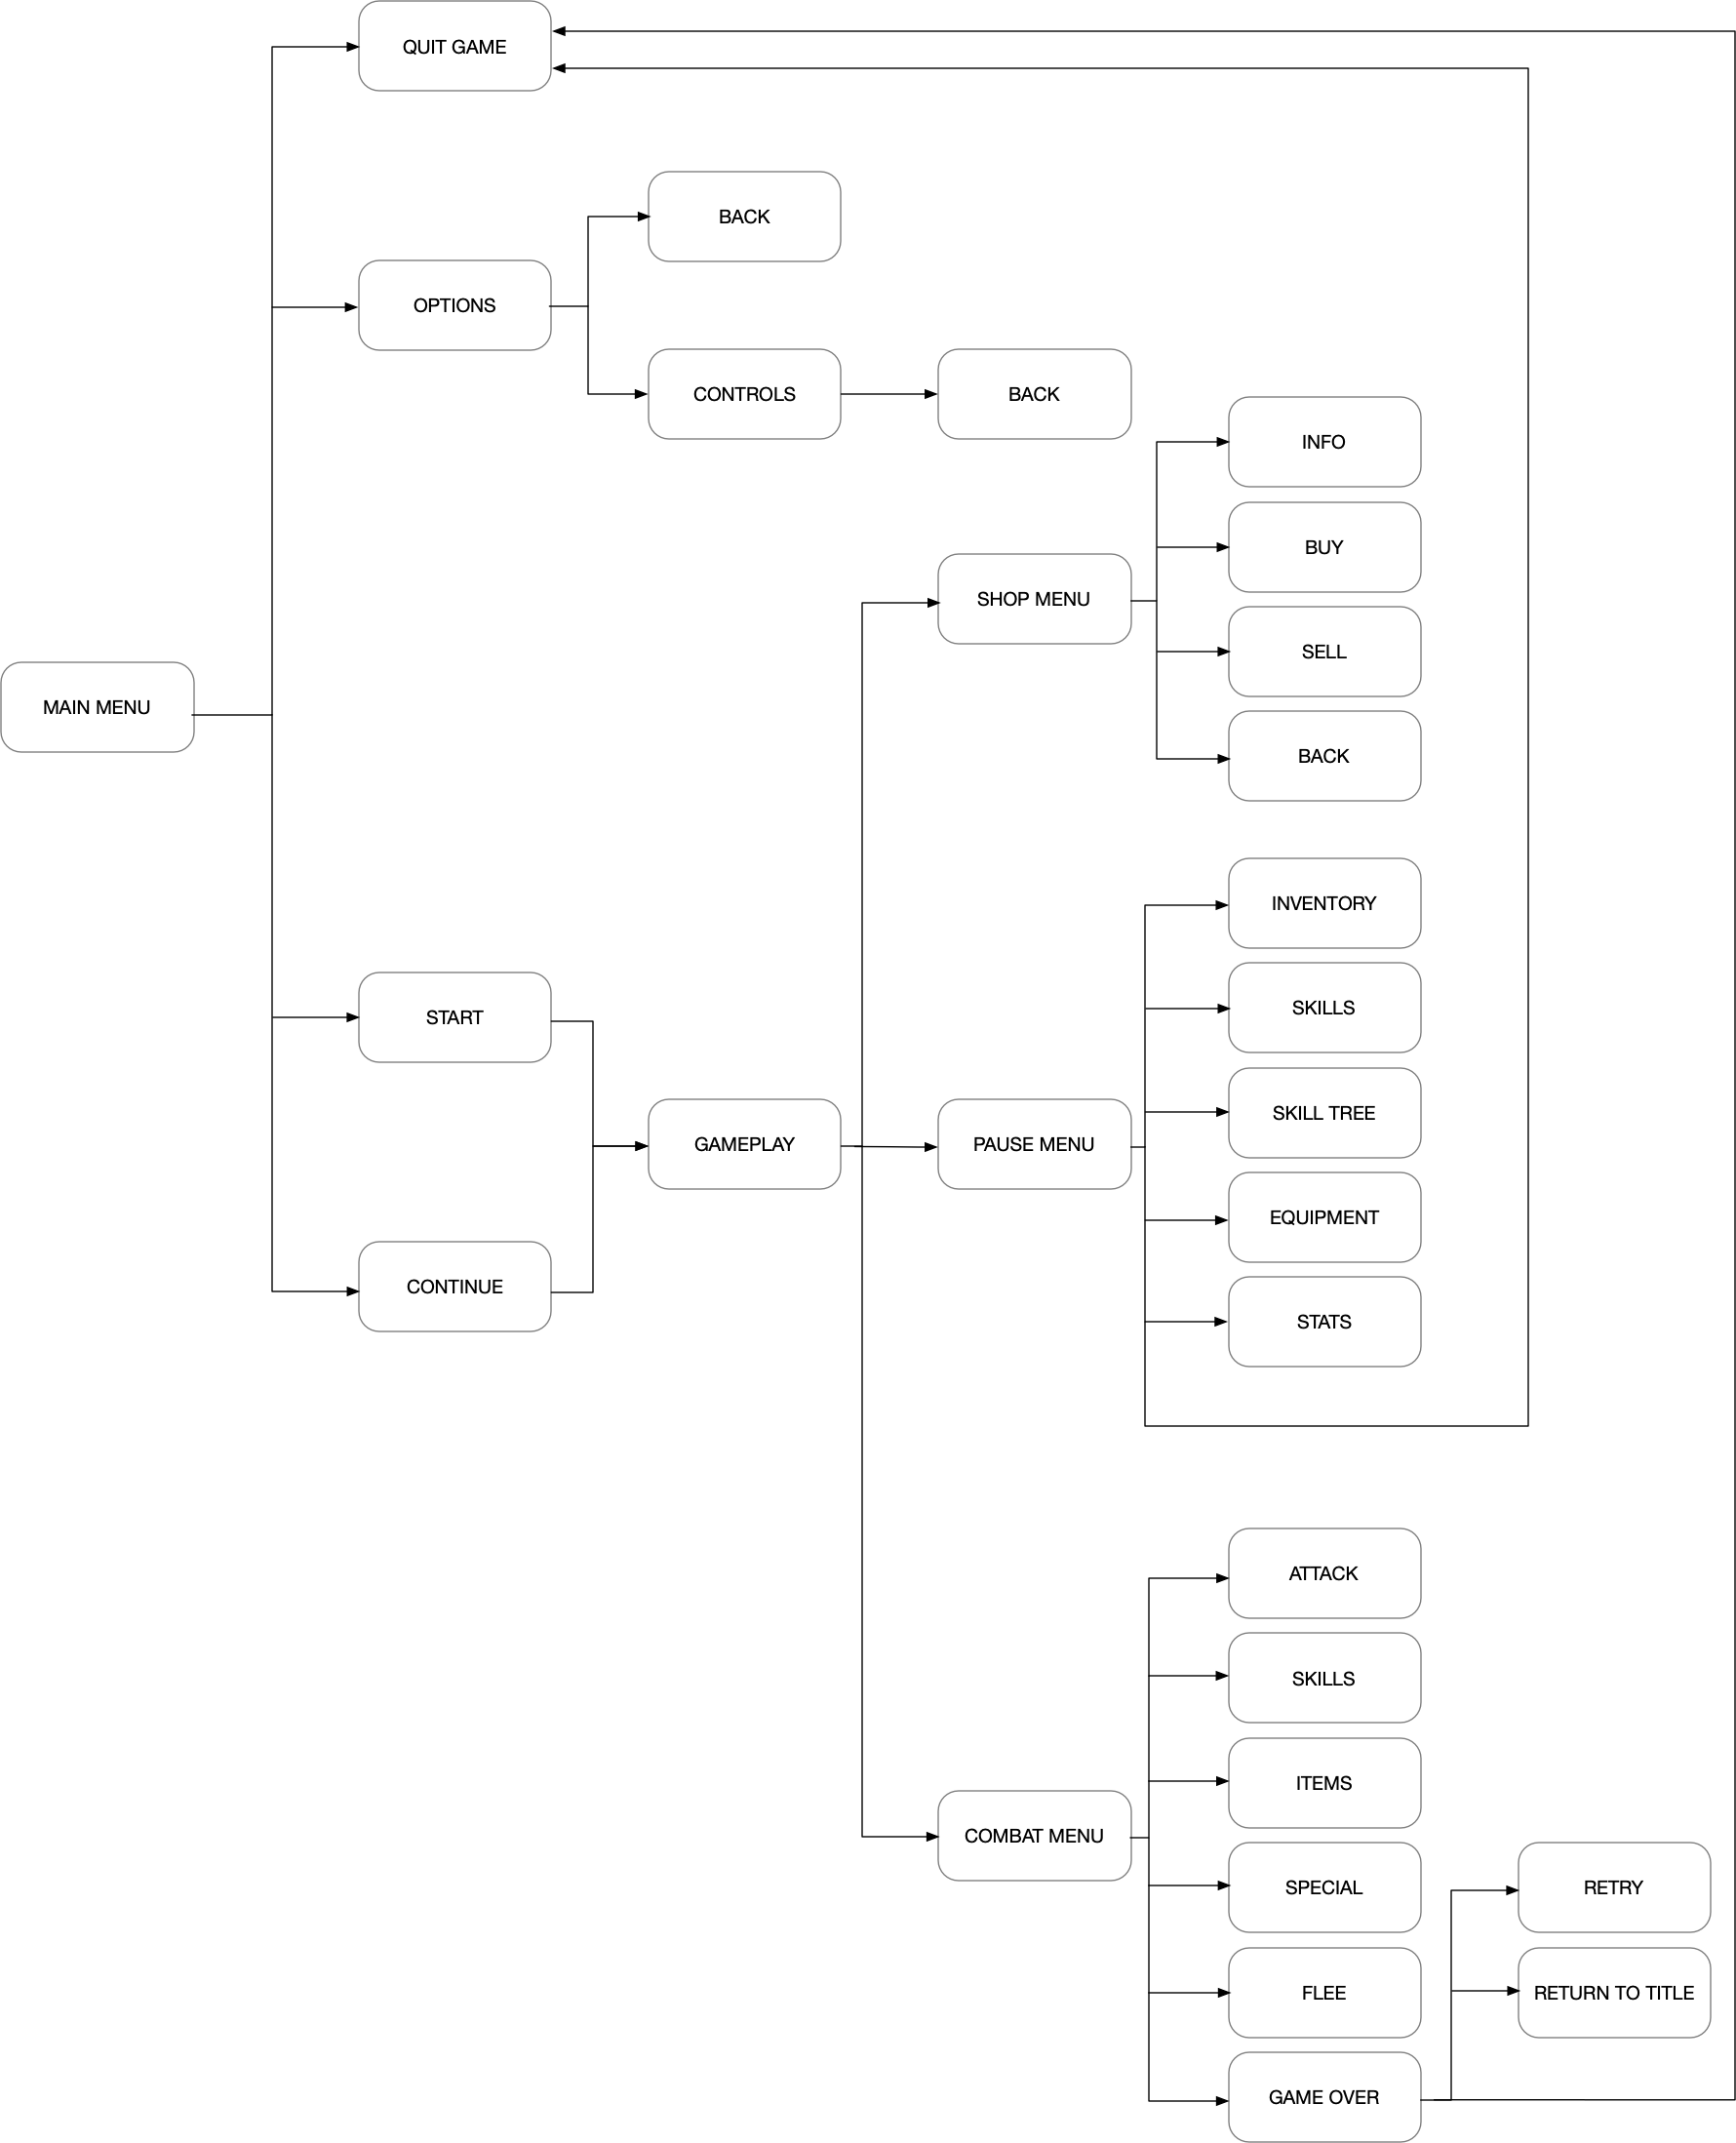 QUIT GAME
BACK
OPTIONS
CONTROLS
BACK
INFO
BUY
SHOP MENU
SELL
MAIN MENU
BACK
INVENTORY
SKILLS
START
SKILL TREE
GAMEPLAY
PAUSE MENU
EQUIPMENT
CONTINUE
STATS
ATTACK
SKILLS
ITEMS
COMBAT MENU
SPECIAL
RETRY
FLEE
RETURN TO TITLE
GAME OVER